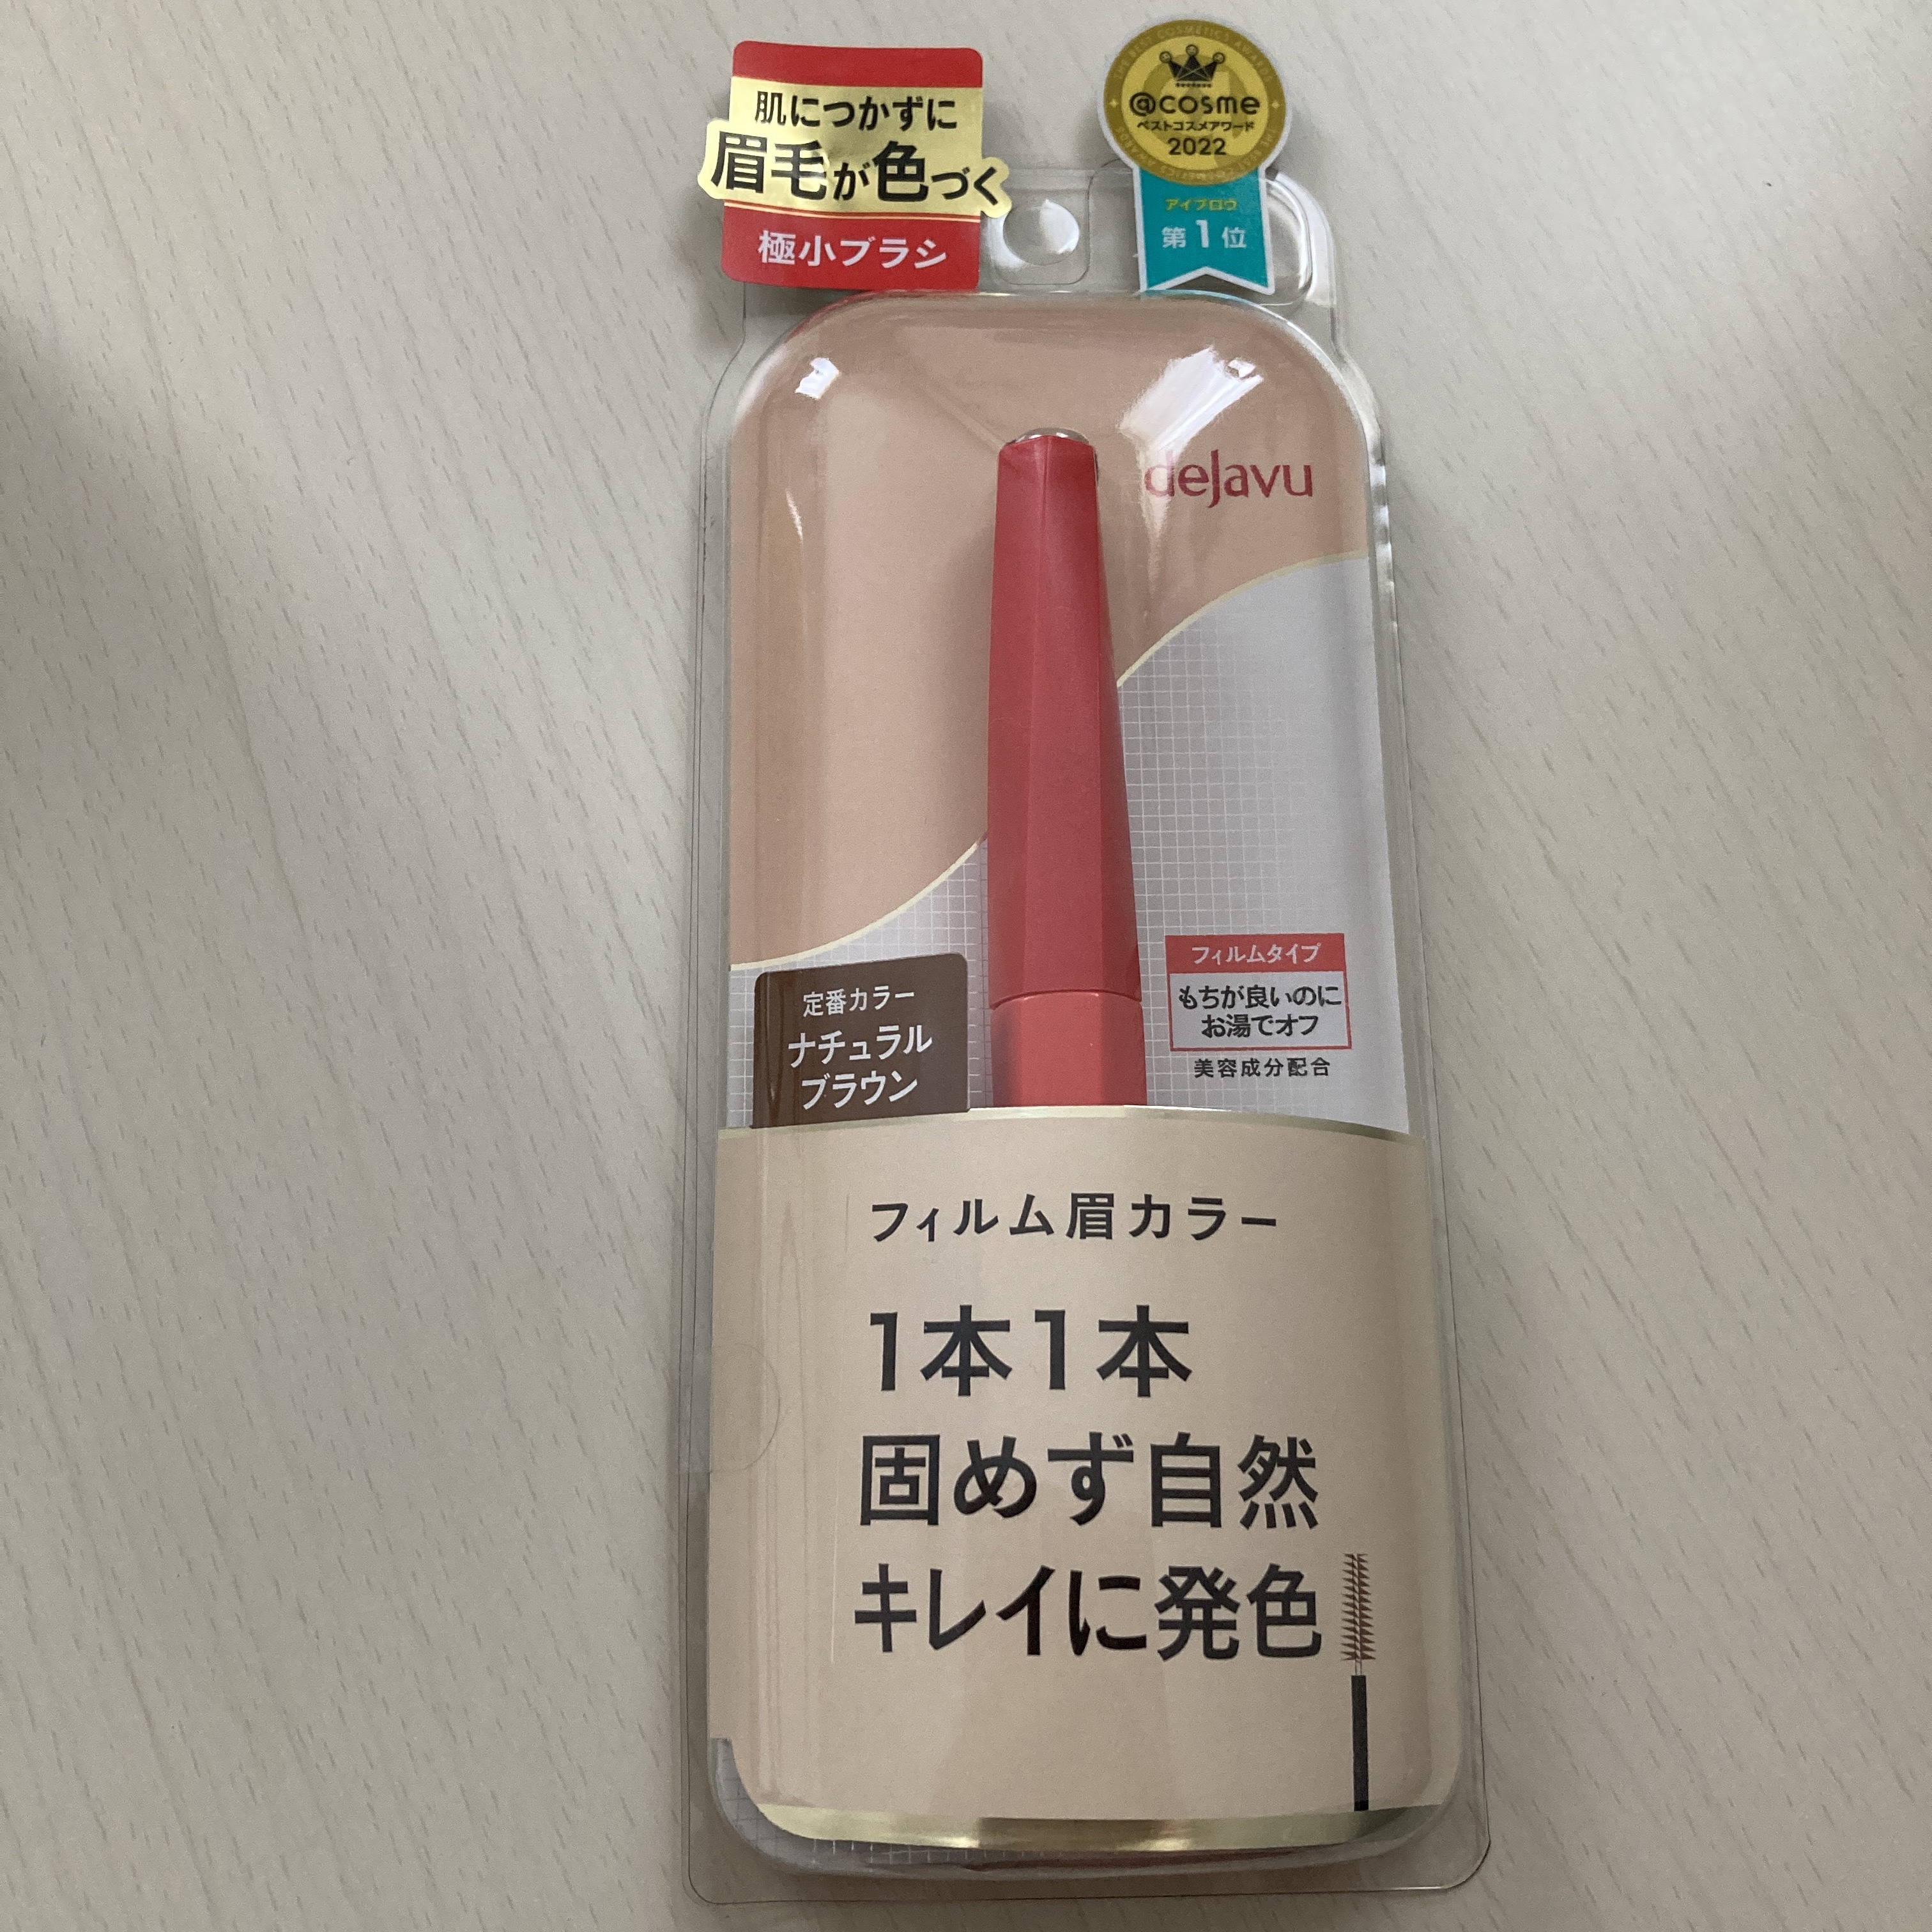 肌につかずに
眉毛が色づく
極小ブラシ
@cosme
ベストコスメアワード
2022
アイブロウ
第1位
dejavu
フィルムタイプ
もちが良いのに
お湯でオフ
美容成分配合
定番カラー
ナチュラル
ブラウン
フィルム眉カラー
1本1本
固めず自然
キレイに発色